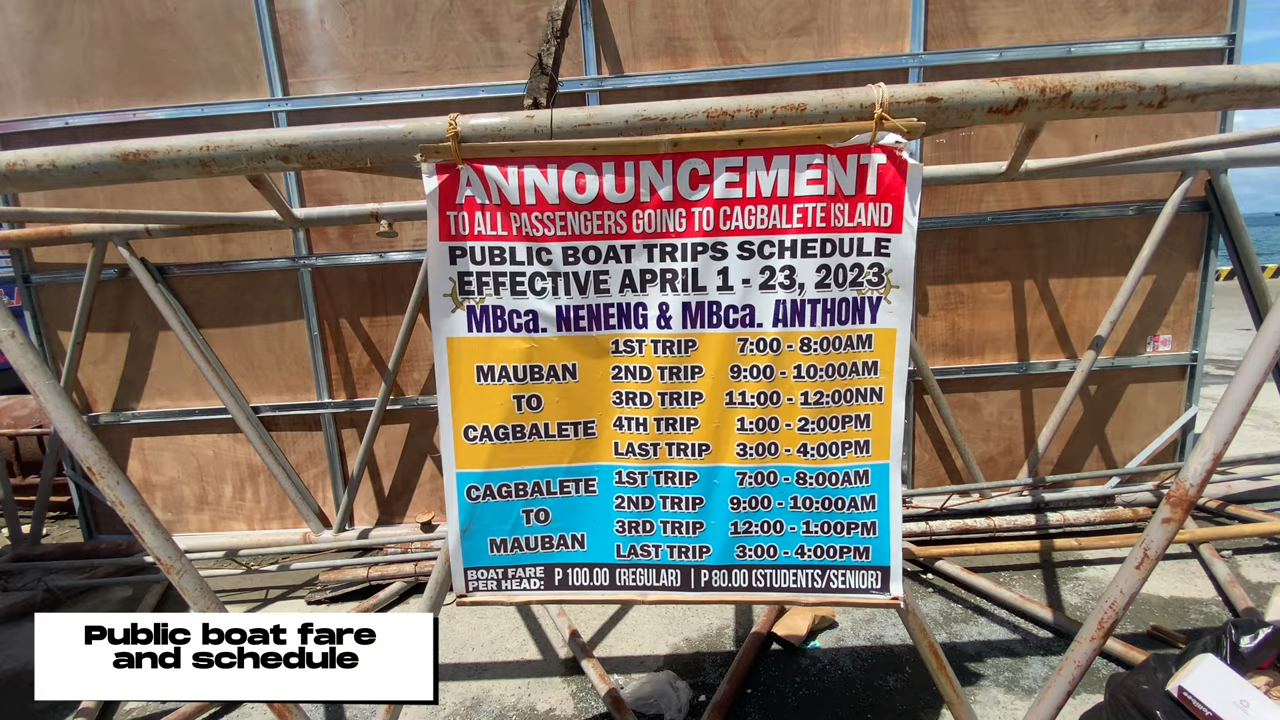 ANNOUNCEMENT
TO ALL PASSENGERS GOING TO CAGBALETE ISLAND
PUBLIC BOAT TRIPS SCHEDULE
EFFECTIVE APRIL 1 - 23, 2023
MBca. NENENG & MBca. ANTHONY
MAUBAN
TO
CAGBALETE
1ST TRIP 7:00 - 8:00AM
2ND TRIP 9:00 - 10:00AM
3RD TRIP 11:00 - 12:00NN
4TH TRIP 1:00 - 2:00PM
LAST TRIP 3:00 - 4:00PM
CAGBALETE
TO
MAUBAN
1ST TRIP 7:00 - 8:00AM
2ND TRIP 9:00 - 10:00AM
3RD TRIP 12:00 - 1:00PM
LAST TRIP 3:00 - 4:00PM
BOAT FARE
PER HEAD: P 100.00 (REGULAR) | P 80.00 (STUDENTS/SENIOR)
Public boat fare
and schedule
Jollibee